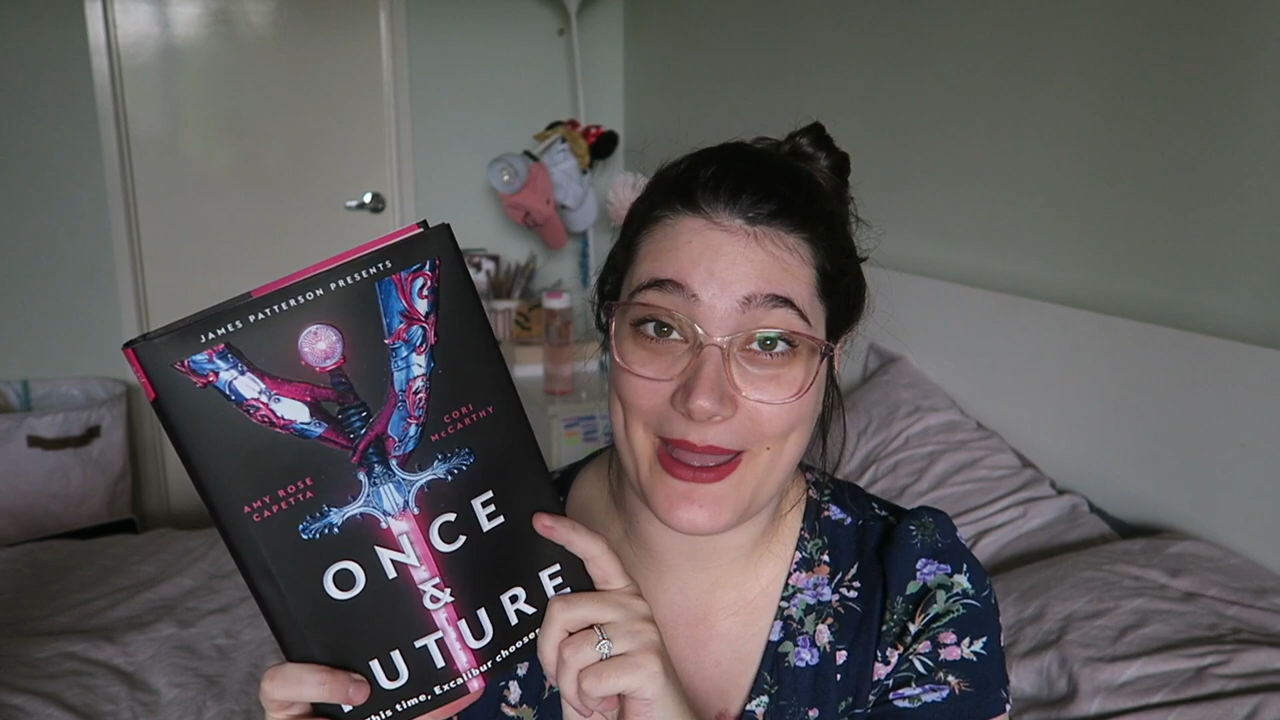 JAMES PATTERSON PRESENTS
CORI
McCARTHY
AMY ROSE
CAPETTA
ONCE
&
UTURE
This time, Excalibur chooses